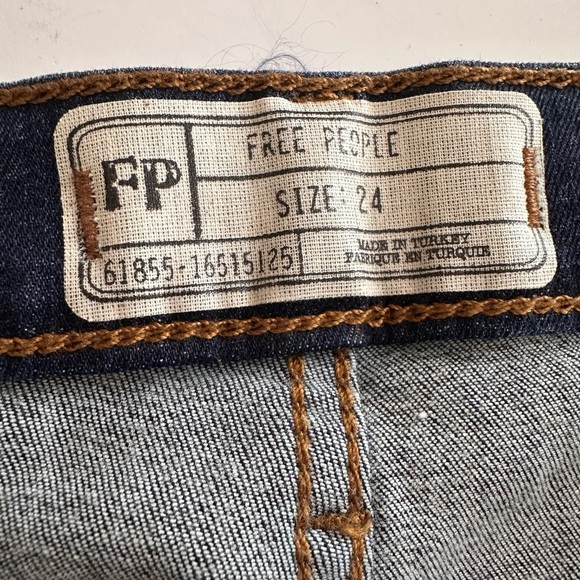 FP
FREE PEOPLE
SIZE: 24
61855-16515125
MADE IN TURKEY
FABRIQUE EN TURQUIE